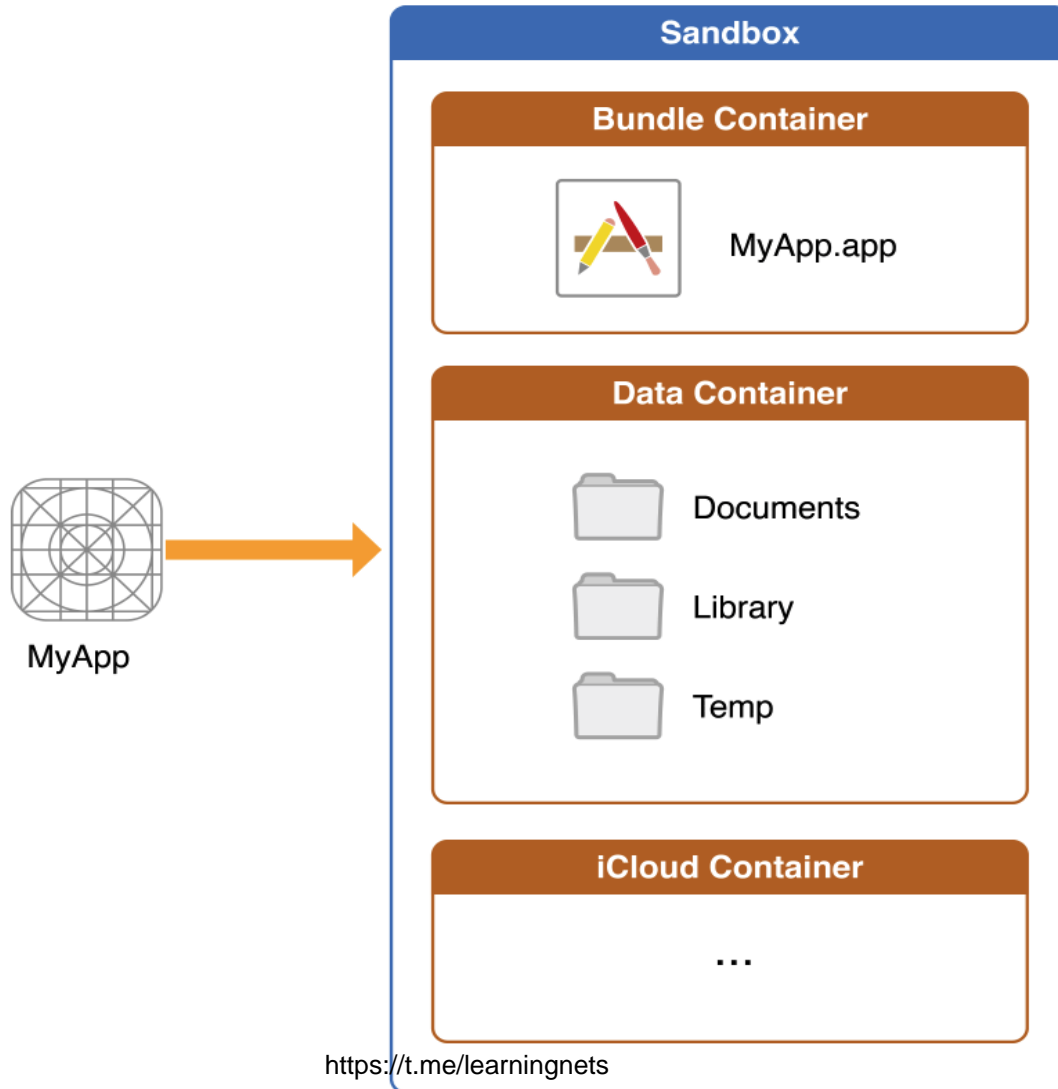 Sandbox
Bundle Container
MyApp.app
Data Container
Documents
Library
Temp
MyApp
iCloud Container
...
https://t.me/learningnets